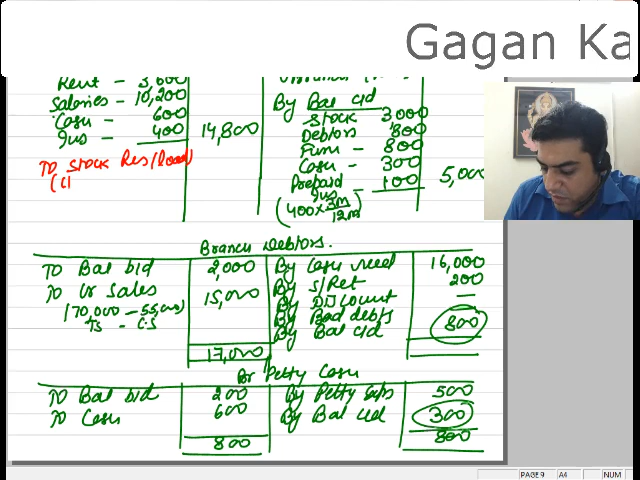 Gagan Ka
Rent - 3600
Salaries - 10,200
Cash - 600
Ins - 400 14,800
To Stock Res/load)
(Cl
By Bal c/d
Stock 3000
Debtors 800
Furn - 800
Cash - 300
Prepaid Ins - 100 5,000
(400 x 3m/12m)
Branch Debtors.
To Bal b/d 2,000 By Cash recd 16,000
To Cr Sales 15,000 By S/Ret 200
(70,000 - 55,000) By Discount —
TS - CS By Bad debts
By Bal c/d 800
17,000
Br Petty Cash
To Bal b/d 200 By Petty Exps 500
To Cash 600 By Bal c/d 300
800 800
PAGE 9 A4 NUM